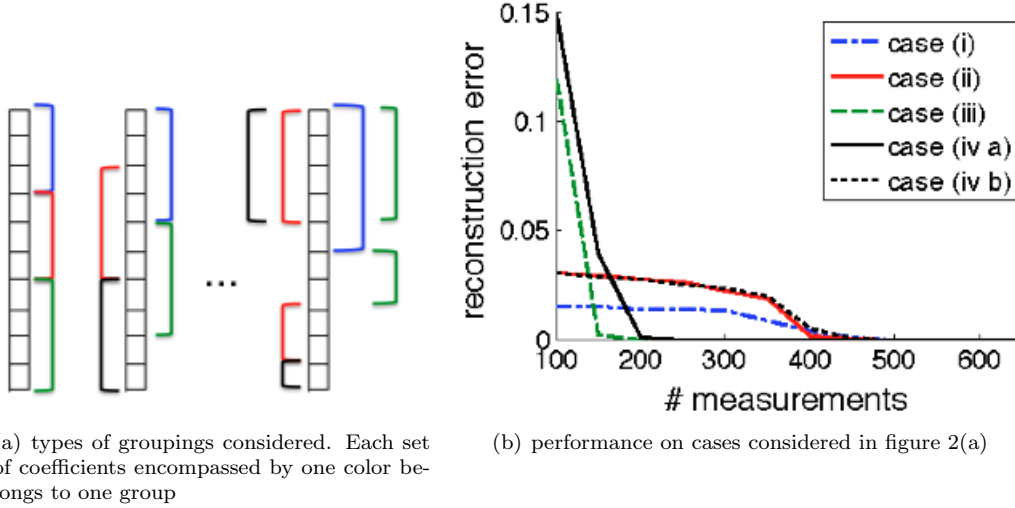 0.15
0.1
0.05
0
reconstruction error
case (i)
case (ii)
case (iii)
case (iv a)
case (iv b)
100 200 300 400 500 600
# measurements
...
(a) types of groupings considered. Each set
of coefficients encompassed by one color be-
longs to one group
(b) performance on cases considered in figure 2(a)